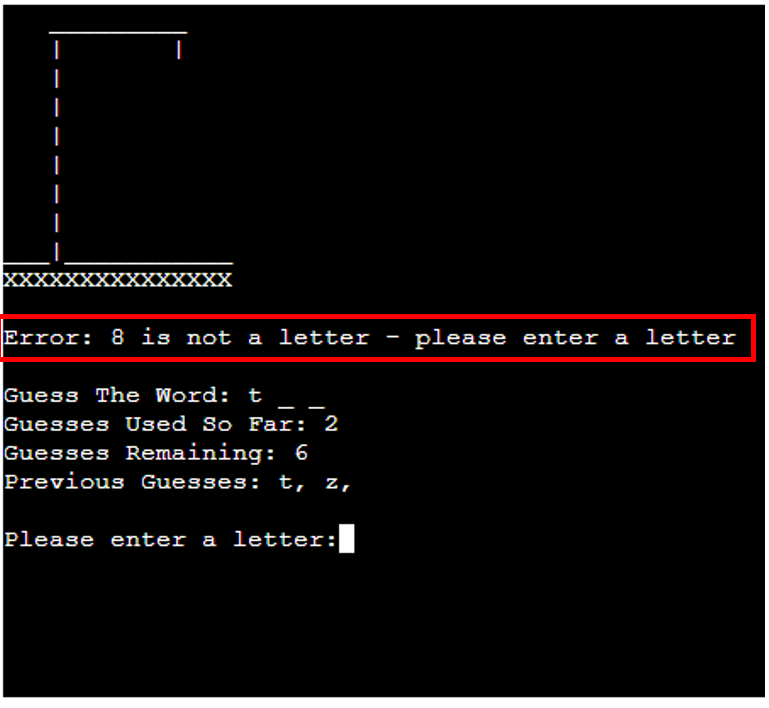 XXXXXXXXXXXXXXX
Error: 8 is not a letter - please enter a letter
Guess The Word: t _ _
Guesses Used So Far: 2
Guesses Remaining: 6
Previous Guesses: t, z,
Please enter a letter: